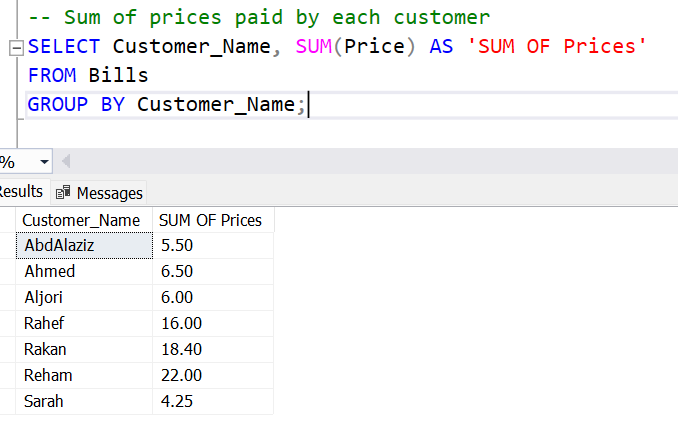 -- Sum of prices paid by each customer
SELECT Customer_Name, SUM(Price) AS 'SUM OF Prices'
FROM Bills
GROUP BY Customer_Name;
%
Results Messages
Customer_Name SUM OF Prices
AbdAlaziz 5.50
Ahmed 6.50
Aljori 6.00
Rahef 16.00
Rakan 18.40
Reham 22.00
Sarah 4.25